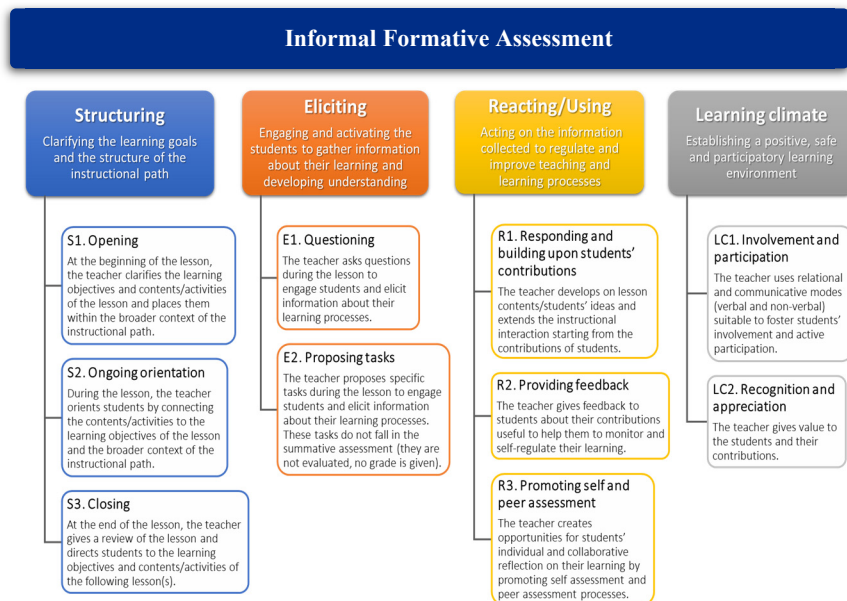 Informal Formative Assessment
Structuring
Clarifying the learning goals
and the structure of the
instructional path
S1. Opening
At the beginning of the lesson,
the teacher clarifies the learning
objectives and contents/activities
of the lesson and places them
within the broader context of the
instructional path.
S2. Ongoing orientation
During the lesson, the teacher
orients students by connecting
the contents/activities to the
learning objectives of the lesson
and the broader context of the
instructional path.
S3. Closing
At the end of the lesson, the teacher
gives a review of the lesson and
directs students to the learning
objectives and contents/activities of
the following lesson(s).
Eliciting
Engaging and activating the
students to gather information
about their learning and
developing understanding
E1. Questioning
The teacher asks questions
during the lesson to
engage students and elicit
information about their
learning processes.
E2. Proposing tasks
The teacher proposes specific
tasks during the lesson to engage
students and elicit information
about their learning processes.
These tasks do not fall in the
summative assessment (they are
not evaluated, no grade is given).
Reacting/Using
Acting on the information
collected to regulate and
improve teaching and
learning processes
R1. Responding and
building upon students'
contributions
The teacher develops on lesson
contents/students' ideas and
extends the instructional
interaction starting from the
contributions of students.
R2. Providing feedback
The teacher gives feedback to
students about their contributions
useful to help them to monitor and
self-regulate their learning.
R3. Promoting self and
peer assessment
The teacher creates
opportunities for students'
individual and collaborative
reflection on their learning by
promoting self assessment and
peer assessment processes.
Learning climate
Establishing a positive, safe
and participatory learning
environment
LC1. Involvement and
participation
The teacher uses relational
and communicative modes
(verbal and non-verbal)
suitable to foster students'
involvement and active
participation.
LC2. Recognition and
appreciation
The teacher gives value to
the students and their
contributions.